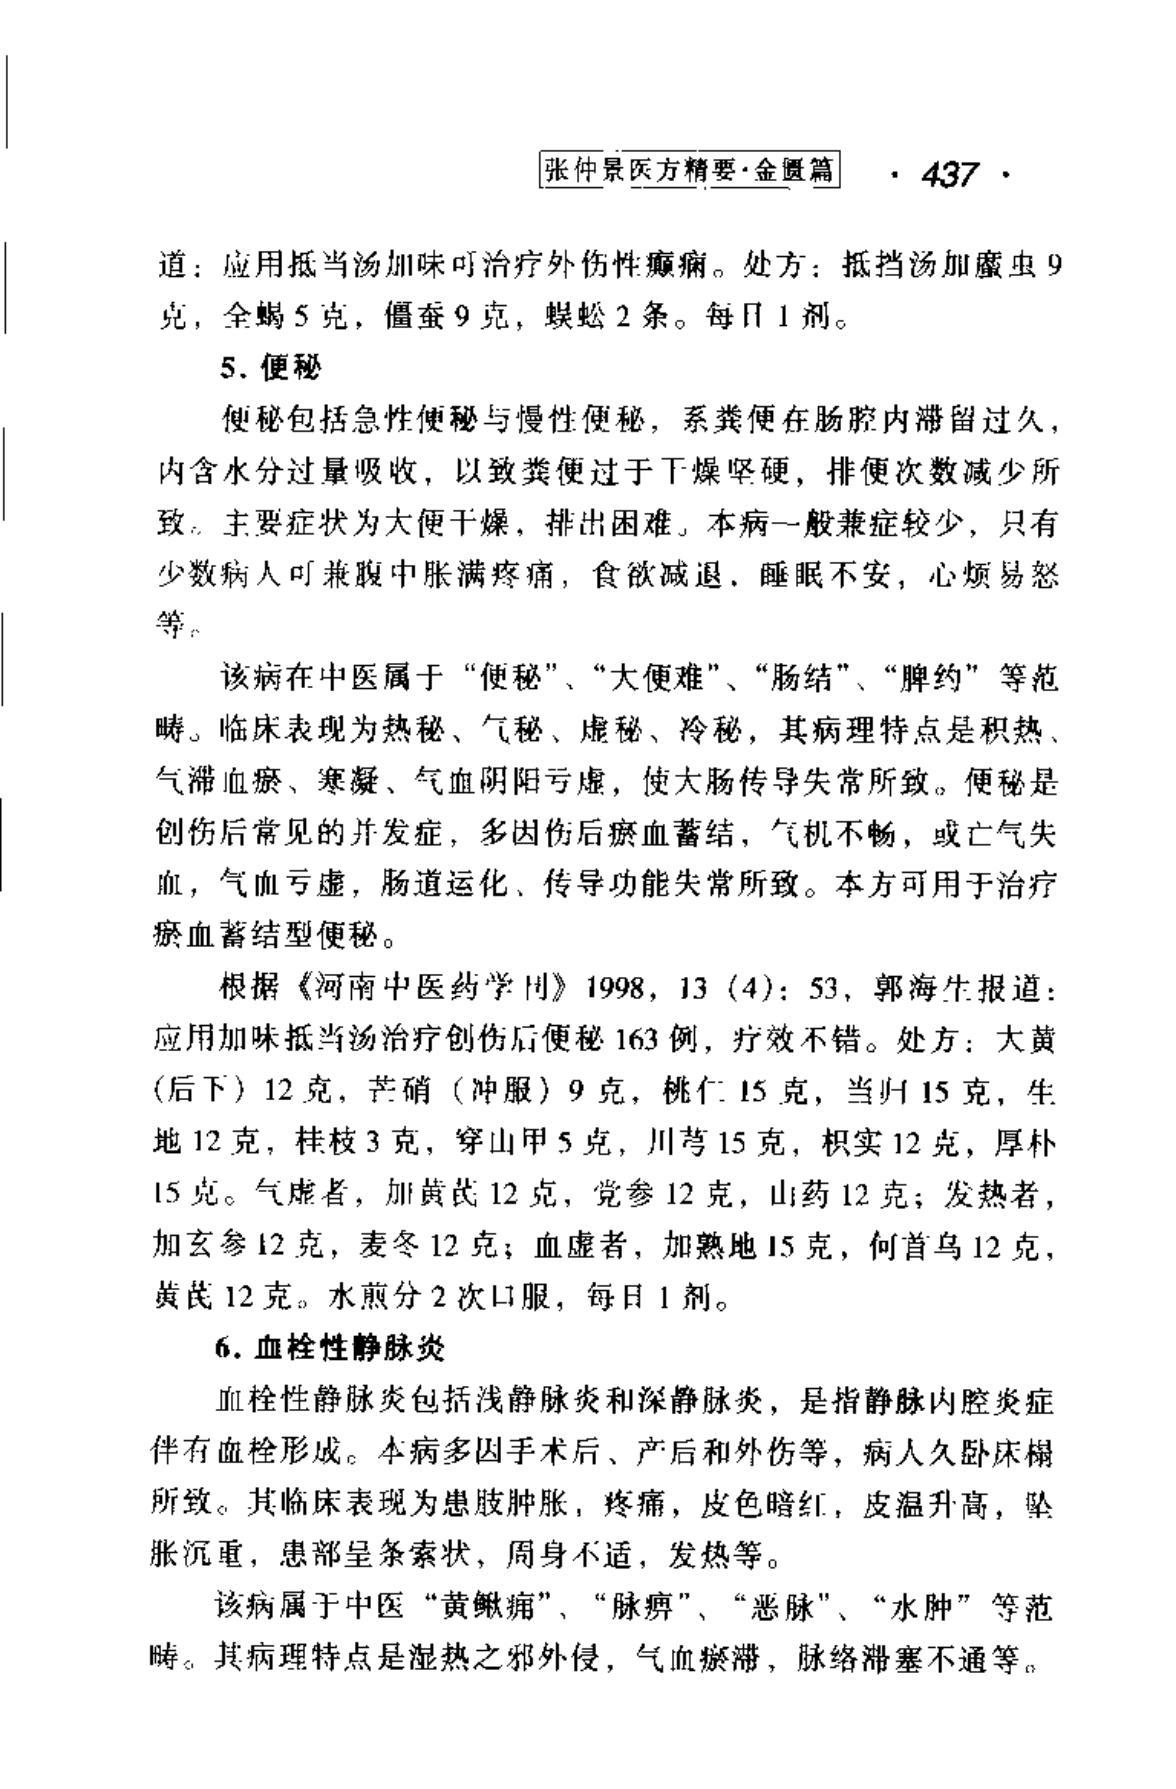 张仲景医方精要·金匮篇 · 437 ·
道：应用抵当汤加味可治疗外伤性癫痫。处方：抵挡汤加䗪虫 9
克，全蝎 5 克，僵蚕 9 克，蜈蚣 2 条。每日 1 剂。
5. 便秘
便秘包括急性便秘与慢性便秘，系粪便在肠腔内滞留过久，
内含水分过量吸收，以致粪便过于干燥坚硬，排便次数减少所
致。主要症状为大便干燥，排出困难。本病一般兼症较少，只有
少数病人可兼腹中胀满疼痛，食欲减退，睡眠不安，心烦易怒
等。
该病在中医属于“便秘”、“大便难”、“肠结”、“脾约” 等范
畴。临床表现为热秘、气秘、虚秘、冷秘，其病理特点是积热、
气滞血瘀、寒凝、气血阴阳亏虚，使大肠传导失常所致。便秘是
创伤后常见的并发症，多因伤后瘀血蓄结，气机不畅，或亡气失
血，气血亏虚，肠道运化、传导功能失常所致。本方可用于治疗
瘀血蓄结型便秘。
根据《河南中医药学刊》1998，13（4）：53，郭海生报道：
应用加味抵当汤治疗创伤后便秘 163 例，疗效不错。处方：大黄
(后下）12 克，芒硝（冲服）9 克，桃仁 15 克，当归 15 克，生
地 12 克，桂枝 3 克，穿山甲 5 克，川芎 15 克，枳实 12 克，厚朴
15 克。气虚者，加黄芪 12 克，党参 12 克，山药 12 克；发热者，
加玄参 12 克，麦冬 12 克；血虚者，加熟地 15 克，何首乌 12 克，
黄芪 12 克。水煎分 2 次口服，每日 1 剂。
6. 血栓性静脉炎
血栓性静脉炎包括浅静脉炎和深静脉炎，是指静脉内腔炎症
伴有血栓形成。本病多因手术后、产后和外伤等，病人久卧床榻
所致。其临床表现为患肢肿胀，疼痛，皮色暗红，皮温升高，坠
胀沉重，患部呈条索状，周身不适，发热等。
该病属于中医“黄鳅痈”、“脉痹”、“恶脉”、“水肿” 等范
畴。其病理特点是湿热之邪外侵，气血瘀滞，脉络滞塞不通等。